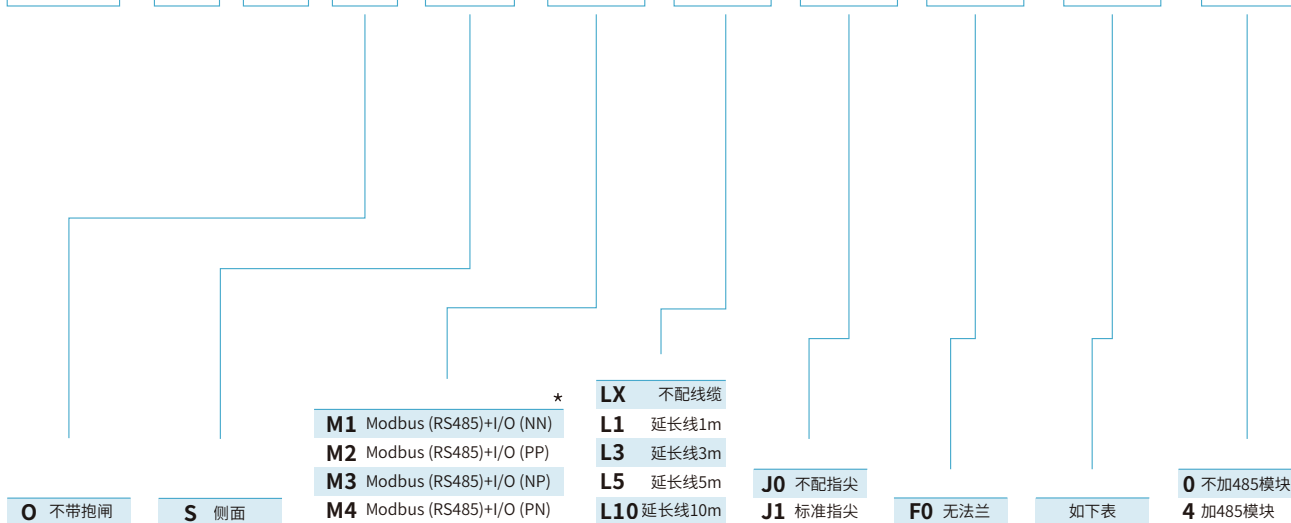 *
M1 Modbus (RS485)+I/O (NN)
M2 Modbus (RS485)+I/O (PP)
M3 Modbus (RS485)+I/O (NP)
M4 Modbus (RS485)+I/O (PN)
LX 不配线缆
L1 延长线1m
L3 延长线3m
L5 延长线5m
L10 延长线10m
J0 不配指尖
J1 标准指尖
O 不带抱闸
S 侧面
F0 无法兰
如下表
0 不加485模块
4 加485模块